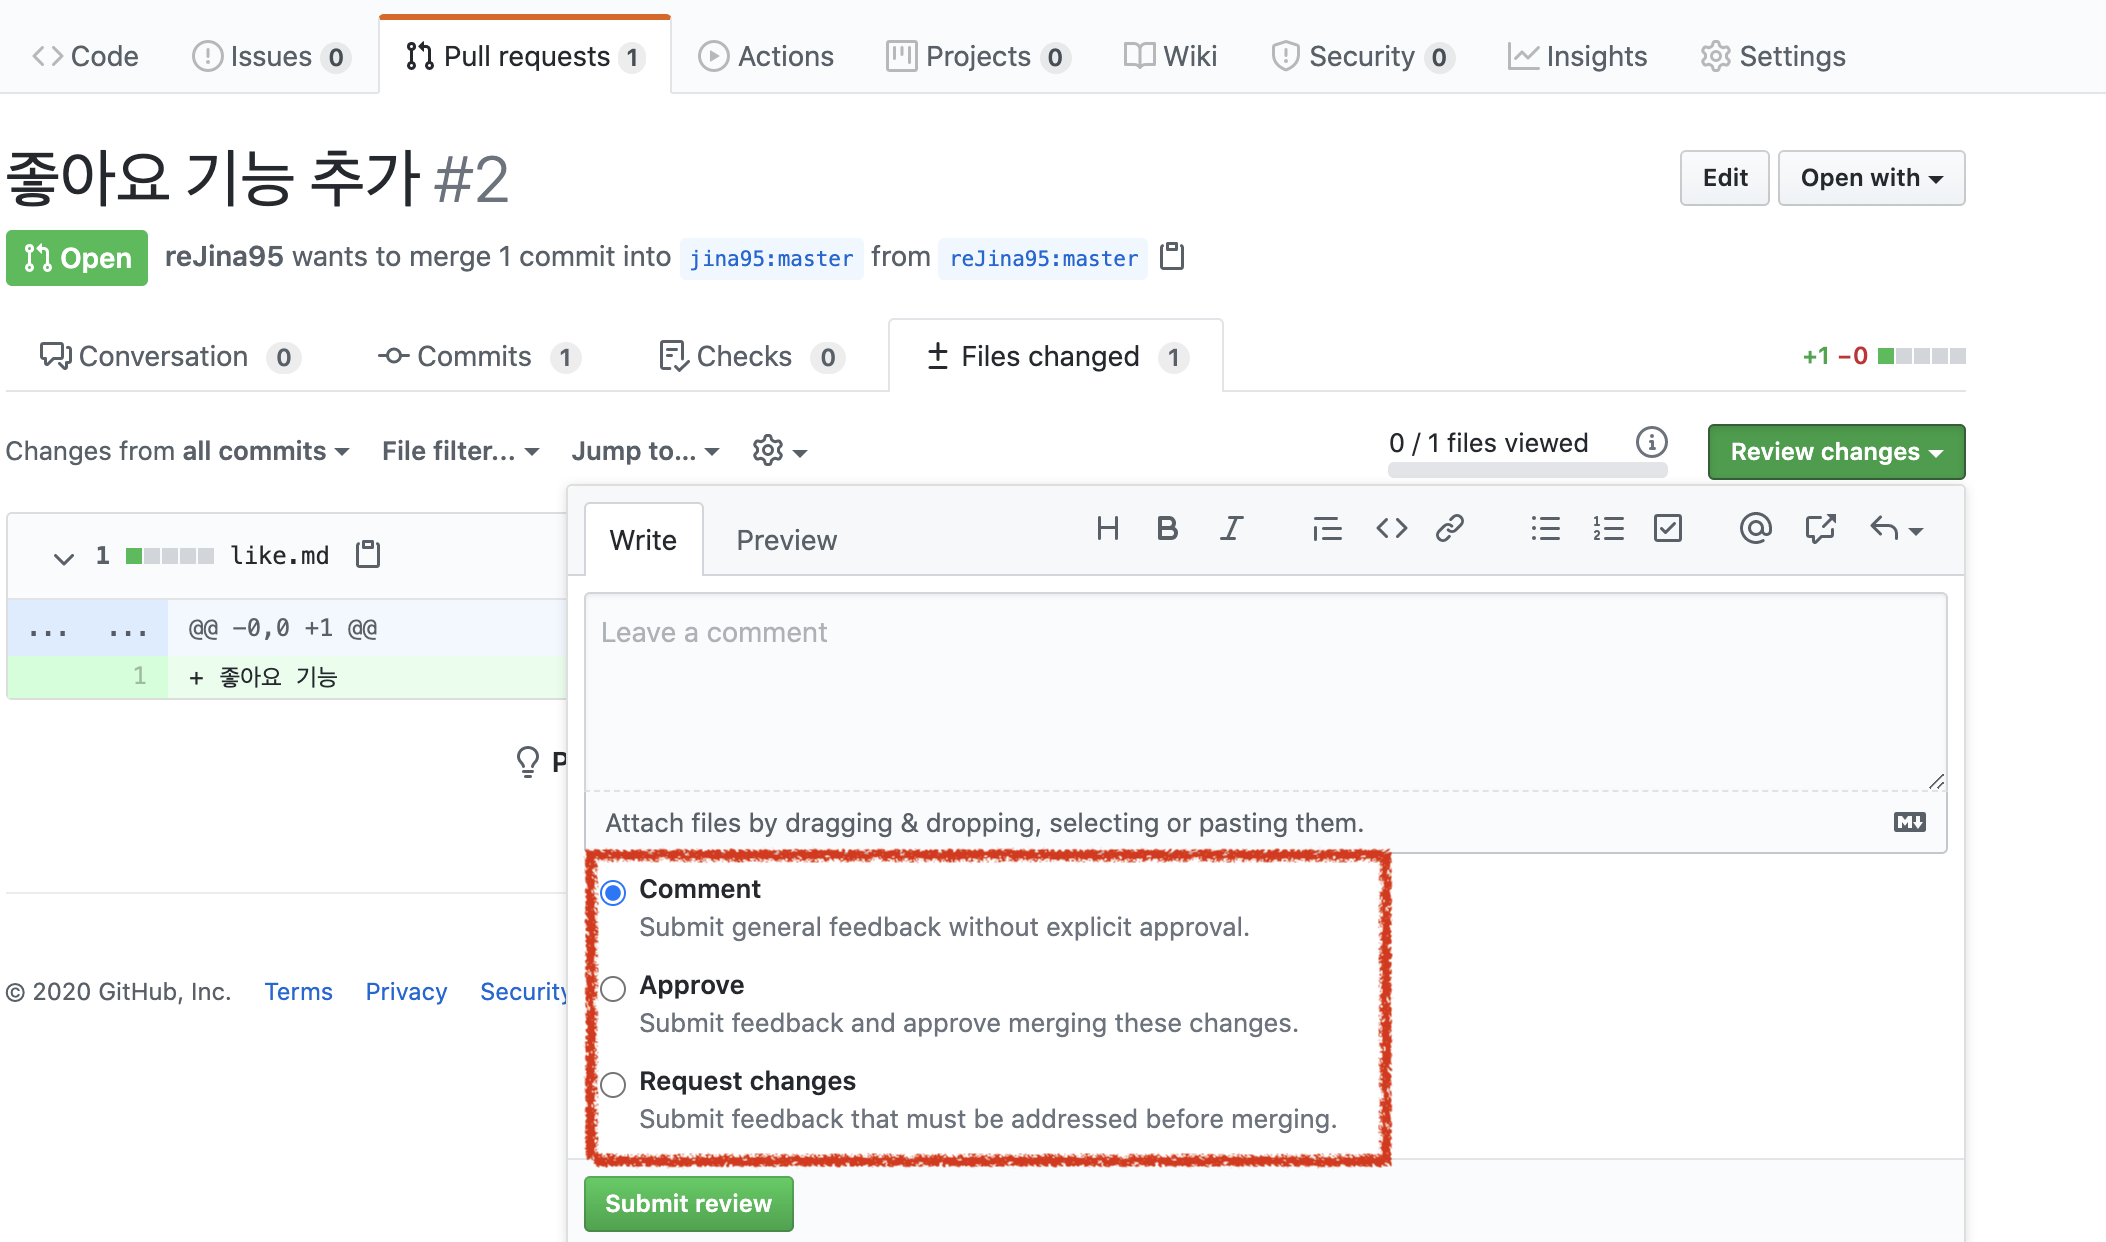 Code Issues 0 Pull requests 1 Actions Projects 0 Wiki Security 0 Insights Settings
좋아요 기능 추가 #2
Edit Open with
Open reJina95 wants to merge 1 commit into jina95:master from reJina95:master
Conversation 0 Commits 1 Checks 0 Files changed 1 +1 −0
Changes from all commits File filter... Jump to... 0 / 1 files viewed Review changes
Write Preview
1 like.md
Leave a comment
... ... @@ -0,0 +1 @@
1 + 좋아요 기능
P
Attach files by dragging & dropping, selecting or pasting them.
Comment
Submit general feedback without explicit approval.
Approve
Submit feedback and approve merging these changes.
© 2020 GitHub, Inc. Terms Privacy Security
Request changes
Submit feedback that must be addressed before merging.
Submit review